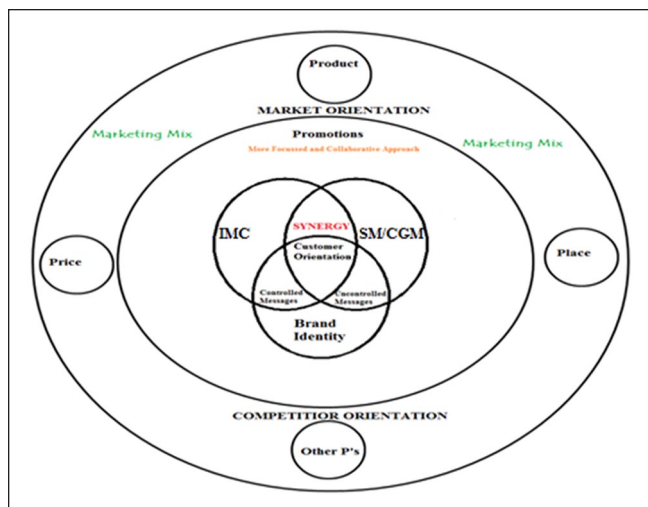 Product
MARKET ORIENTATION
Marketing Mix
Marketing Mix
Promotions
More Focussed and Collaborative Approach
IMC
SYNERGY
SM/CGM
Customer
Orientation
Price
Place
Controlled
Messages
Uncontrolled
Messages
Brand
Identity
COMPETITIOR ORIENTATION
Other P's